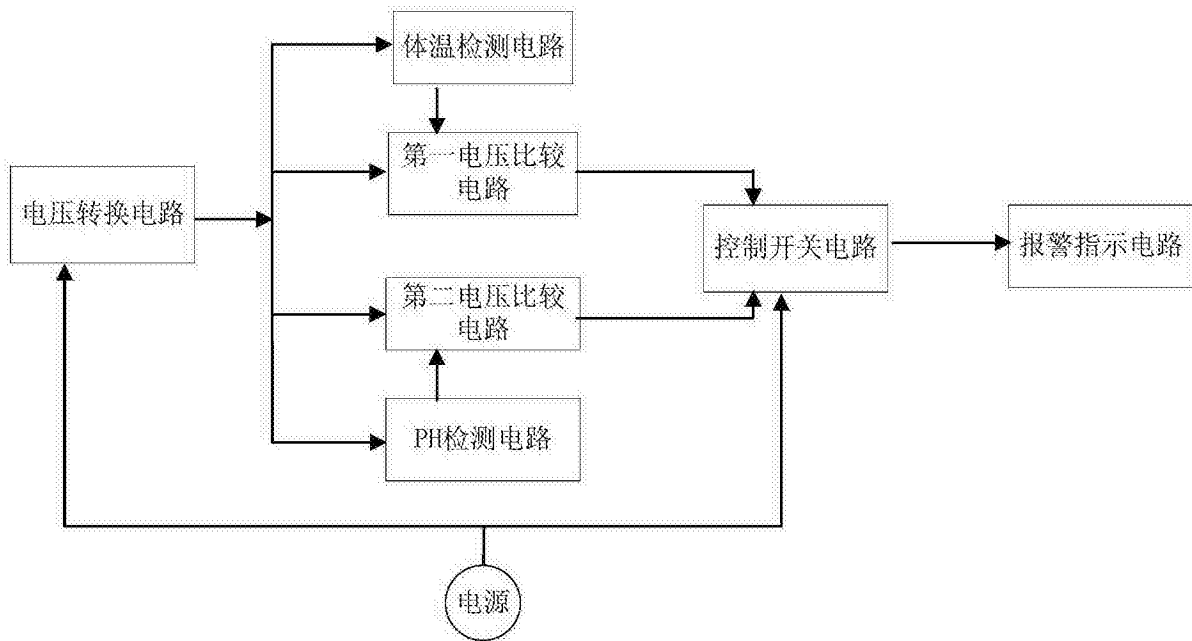 体温检测电路
第一电压比较
电路
电压转换电路
控制开关电路
报警指示电路
第二电压比较
电路
PH检测电路
电源